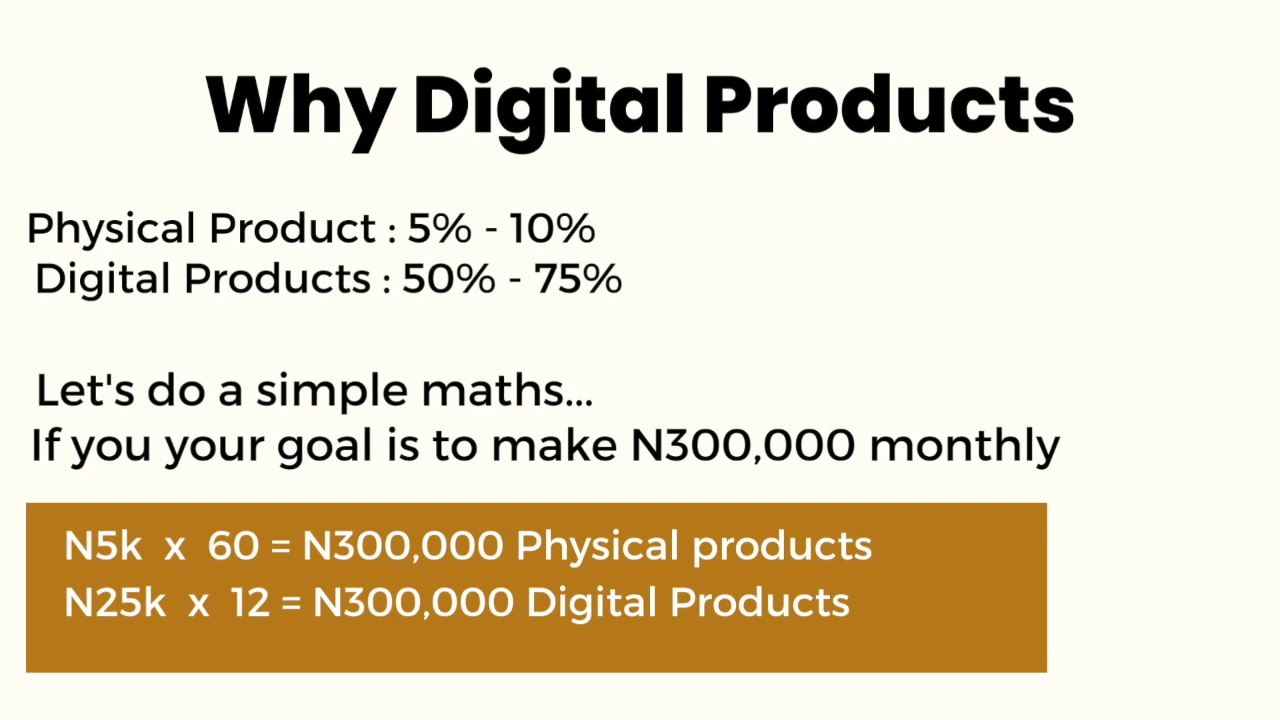 Why Digital Products
Physical Product : 5% - 10%
Digital Products : 50% - 75%
Let's do a simple maths...
If you your goal is to make N300,000 monthly
N5k x 60 = N300,000 Physical products
N25k x 12 = N300,000 Digital Products